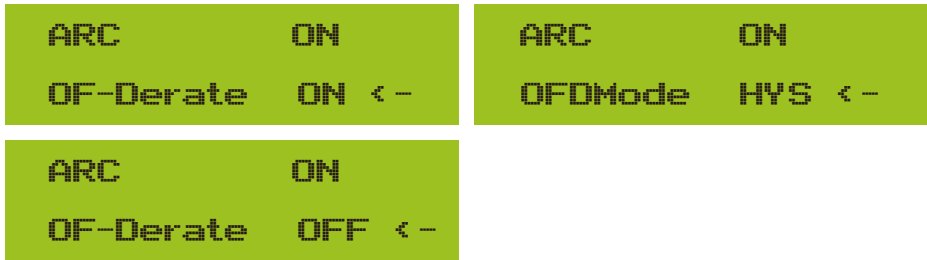 ARC ON
OF-Derate ON <-
ARC ON
OFDMode HYS <-
ARC ON
OF-Derate OFF <-